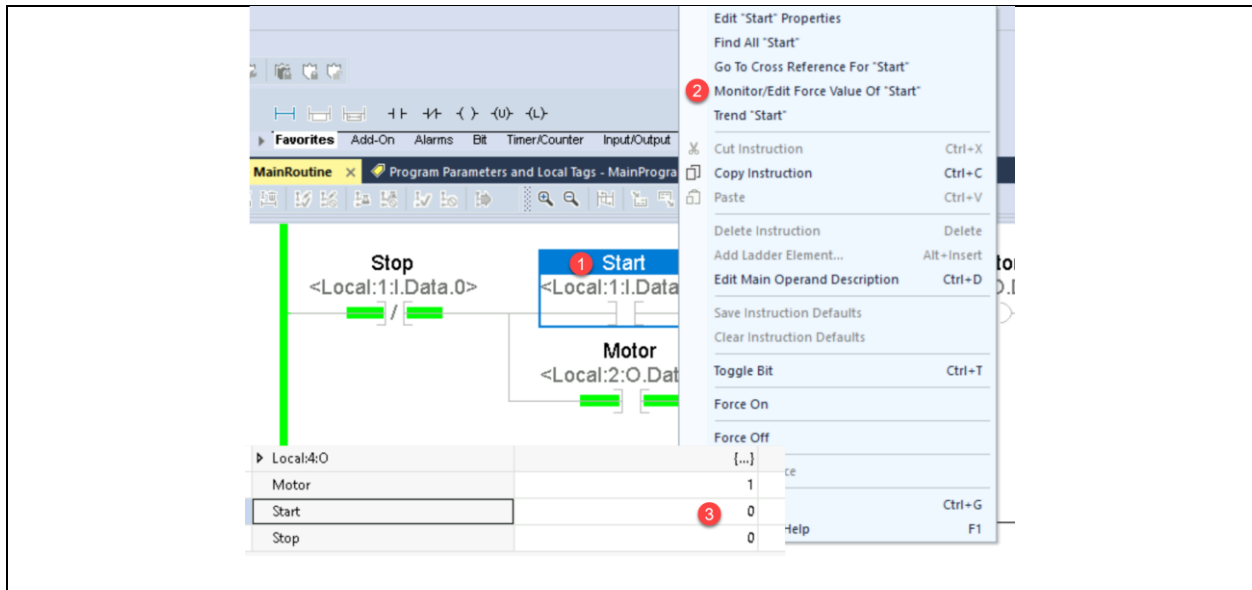 Edit "Start" Properties
Find All "Start"
Go To Cross Reference For "Start"
2 Monitor/Edit Force Value Of "Start"
Trend "Start"
Favorites Add-On Alarms Bit Timer/Counter Input/Output
Cut Instruction Ctrl+X
MainRoutine Program Parameters and Local Tags - MainProgra
Copy Instruction Ctrl+C
Paste Ctrl+V
Delete Instruction Delete
Add Ladder Element... Alt+Insert
Edit Main Operand Description Ctrl+D
Save Instruction Defaults
Clear Instruction Defaults
Toggle Bit Ctrl+T
Force On
Force Off
Ctrl+G
Help F1
Stop
<Local:1:I.Data.0>
1 Start
<Local:1:I.Data
Motor
<Local:2:O.Dat
Local:4:O {...}
Motor 1
Start 3 0
Stop 0